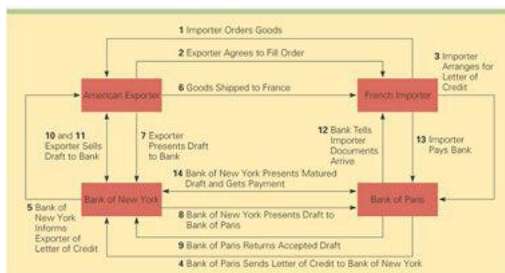 1 Importer Orders Goods
2 Exporter Agrees to Fill Order
3 Importer
Arranges for
Letter of
Credit
American Exporter
6 Goods Shipped to France
French Importer
10 and 11
Exporter Sells
Draft to Bank
7 Exporter
Presents Draft
to Bank
12 Bank Tells
Importer
Documents
Arrive
13 Importer
Pays Bank
14 Bank of New York Presents Matured
Draft and Gets Payment
Bank of New York
Bank of Paris
5 Bank of
New York
Informs
Exporter of
Letter of Credit
8 Bank of New York Presents Draft to
Bank of Paris
9 Bank of Paris Returns Accepted Draft
4 Bank of Paris Sends Letter of Credit to Bank of New York